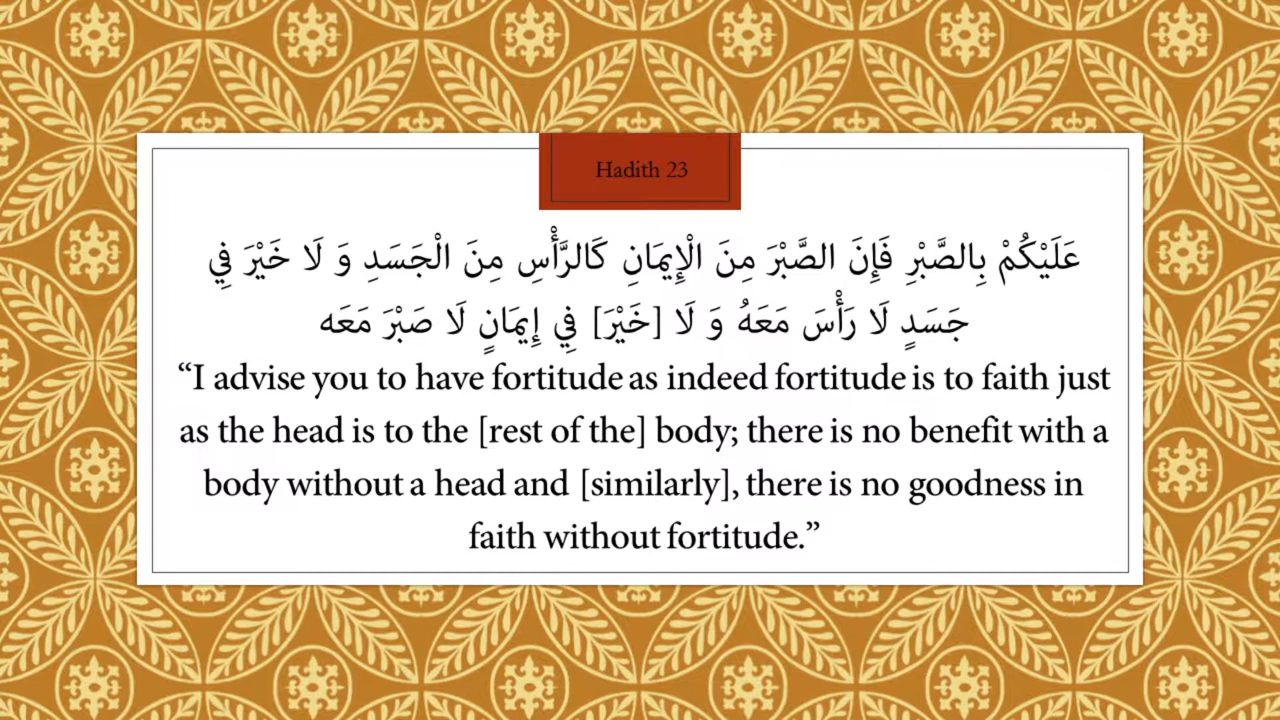 Hadith 23
عَلَيْكُمْ بِالصَّبْرِ فَإِنَ الصَّبْرَ مِنَ الْإِيمَانِ كَالرَّأْسِ مِنَ الْجَسَدِ وَ لَا خَيْرَ فِي
جَسَدٍ لَا رَأْسَ مَعَهُ وَ لَا [خَيْرَ] فِي إِيمَانٍ لَا صَبْرَ مَعَه
“I advise you to have fortitude as indeed fortitude is to faith just
as the head is to the [rest of the] body; there is no benefit with a
body without a head and [similarly], there is no goodness in
faith without fortitude.”